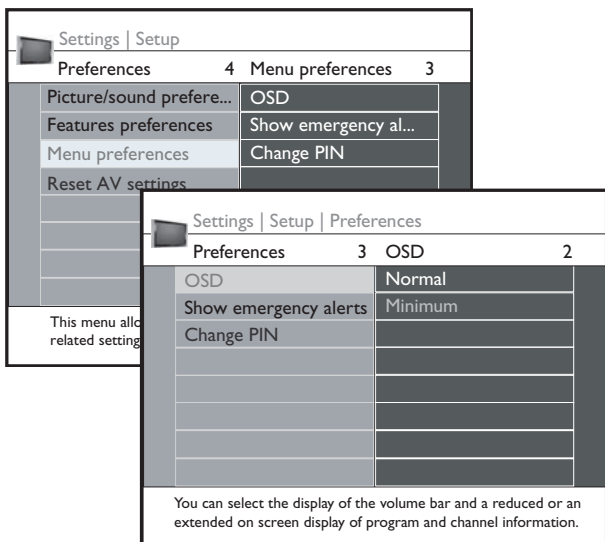 Settings | Setup
Preferences 4 Menu preferences 3
Picture/sound prefere... OSD
Features preferences Show emergency al...
Menu preferences Change PIN
Reset AV settings
This menu allo
related setting
Settings | Setup | Preferences
Preferences 3 OSD 2
OSD Normal
Show emergency alerts Minimum
Change PIN
You can select the display of the volume bar and a reduced or an
extended on screen display of program and channel information.